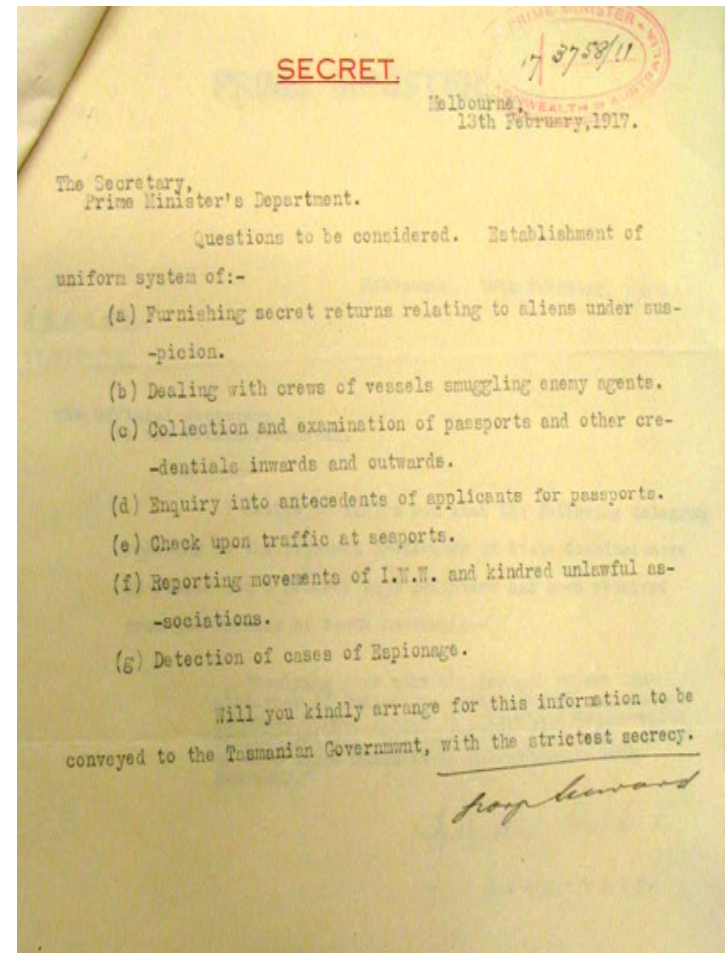 PRIME MINISTER
17/3758/11
SECRET.
Melbourne,
13th February, 1917.
The Secretary,
Prime Minister's Department.
Questions to be considered. Establishment of
uniform system of:-
(a) Furnishing secret returns relating to aliens under sus-
-picion.
(b) Dealing with crews of vessels smuggling enemy agents.
(c) Collection and examination of passports and other cre-
-dentials inwards and outwards.
(d) Enquiry into antecedents of applicants for passports.
(e) Check upon traffic at seaports.
(f) Reporting movements of I.W.W. and kindred unlawful as-
-sociations.
(g) Detection of cases of Espionage.
Will you kindly arrange for this information to be
conveyed to the Tasmanian Governmwnt, with the strictest secrecy.